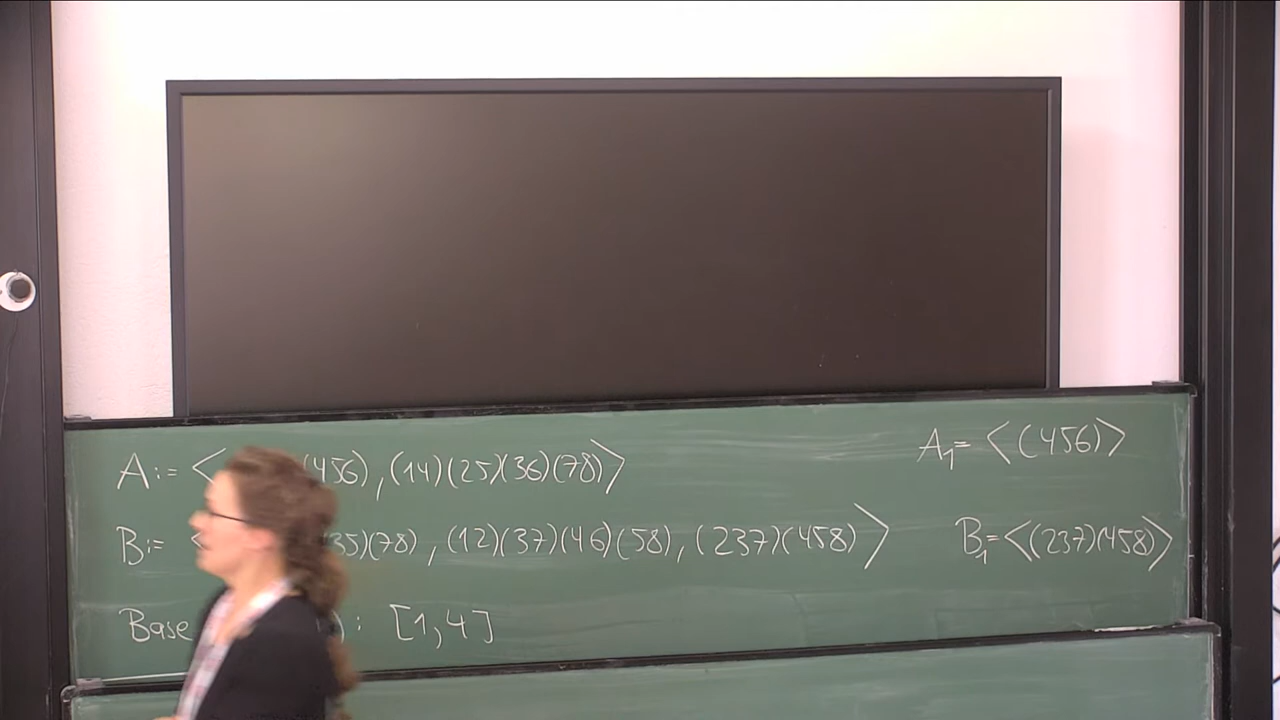 A := < (456), (14)(25)(36)(78)>
A₁ = <(456)>
B := < 35)(78), (12)(37)(46)(58), (237)(458)>
B₁ = <(237)(458)>
Base ) : [1,4]